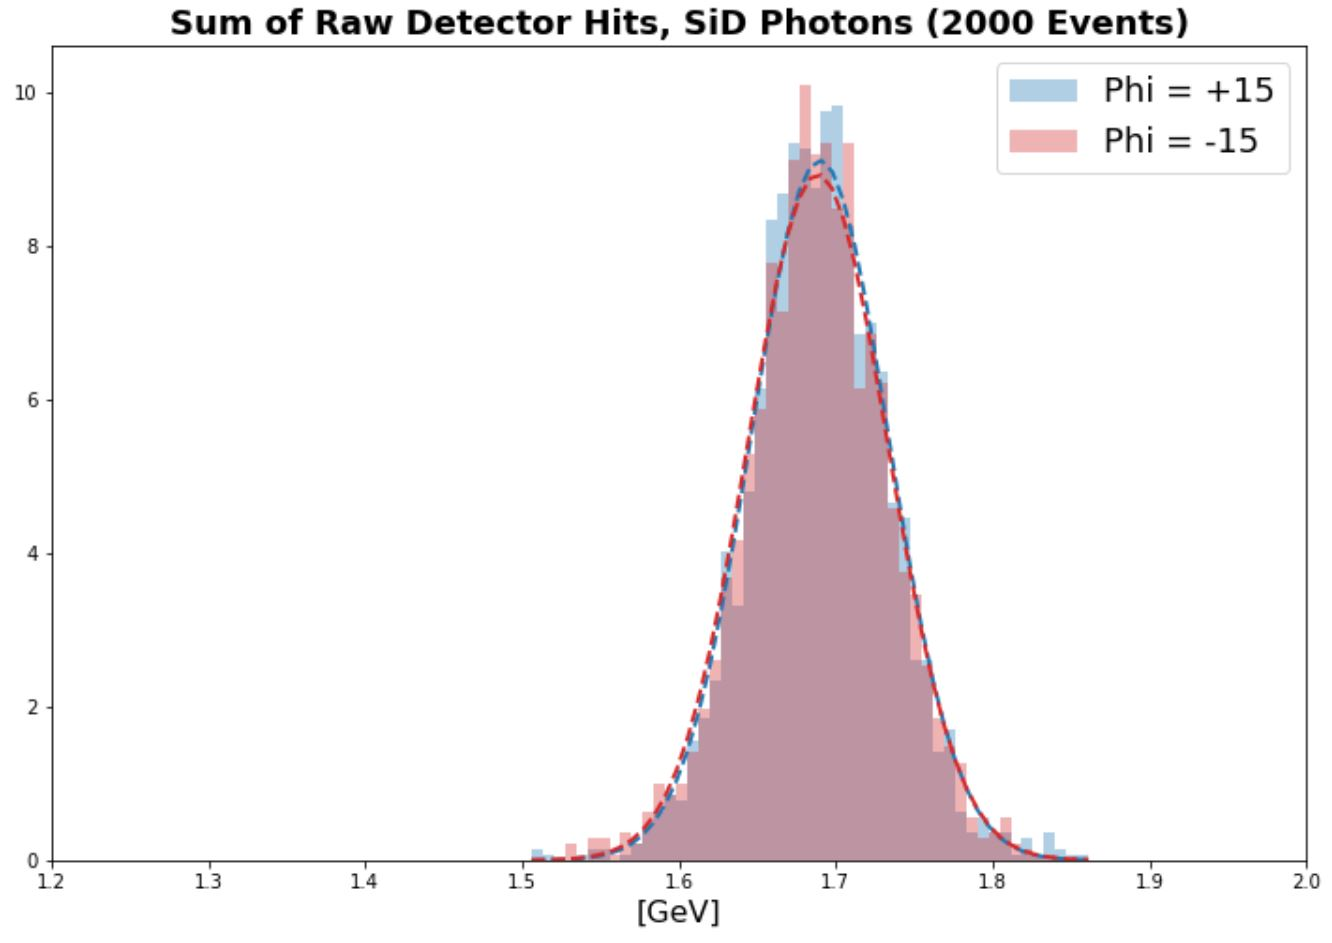 Sum of Raw Detector Hits, SiD Photons (2000 Events)
Phi = +15
Phi = -15
10
8
6
4
2
0
1.2 1.3 1.4 1.5 1.6 1.7 1.8 1.9 2.0
[GeV]